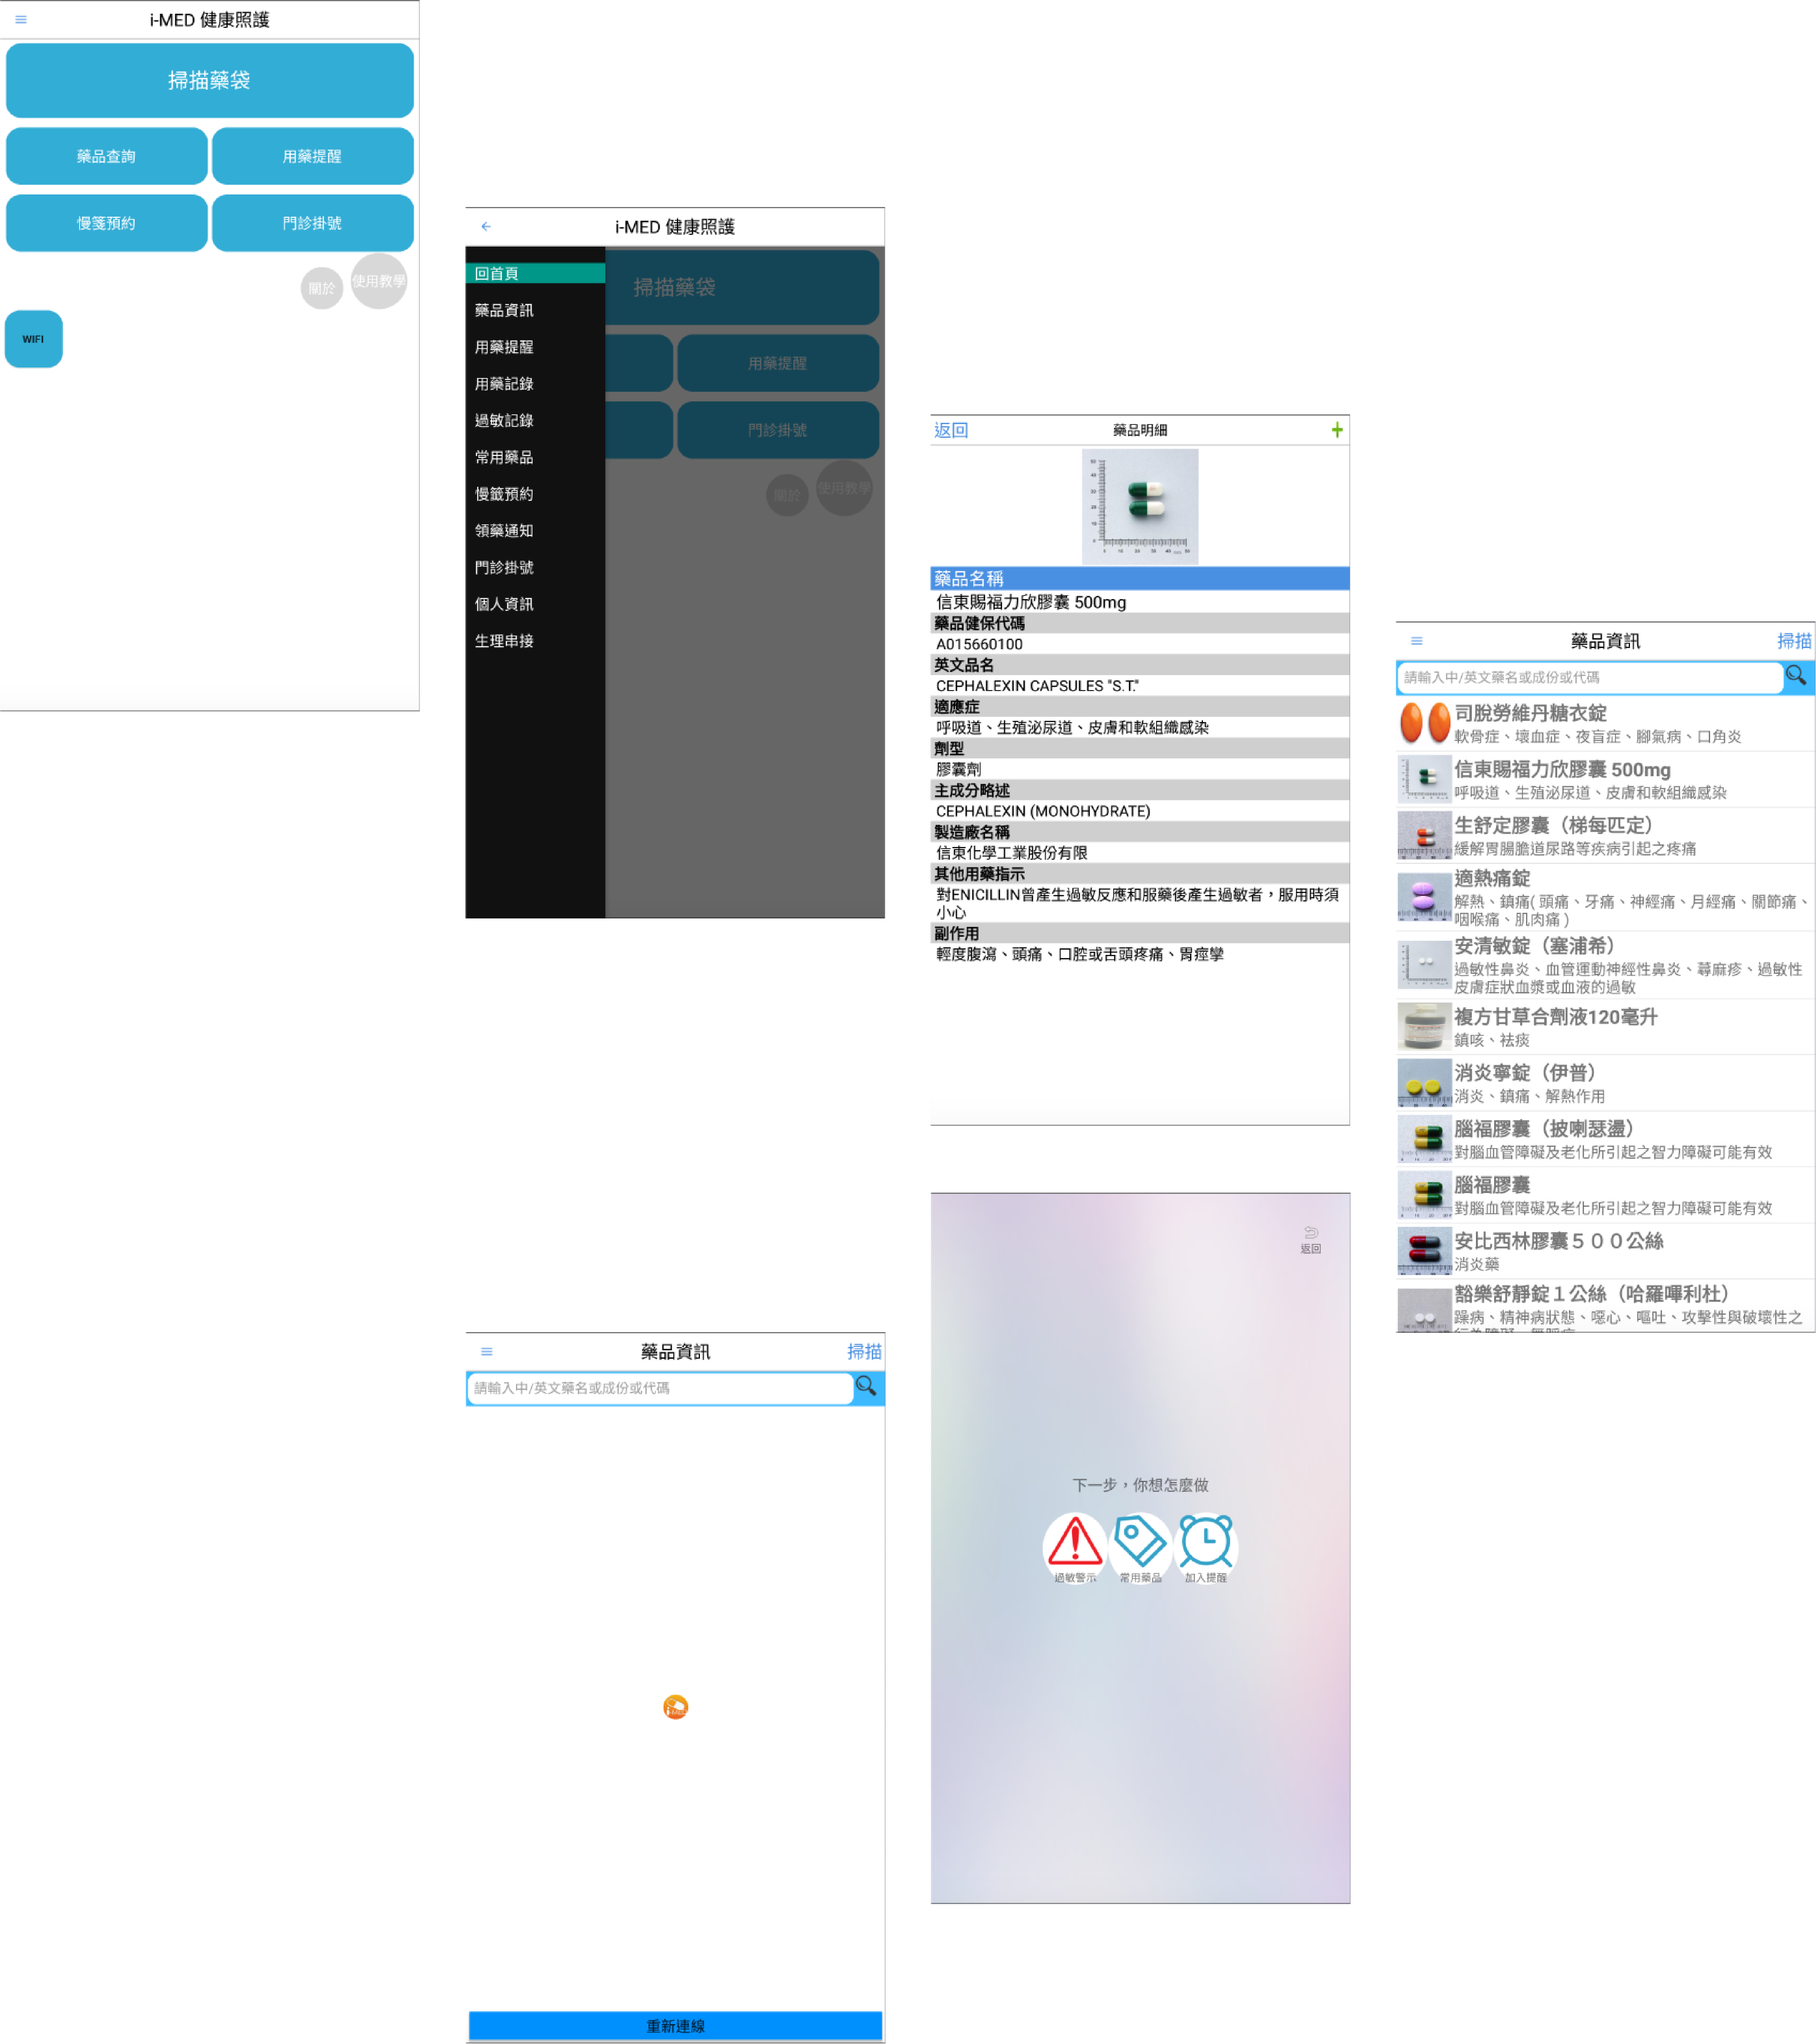 i-MED 健康照護
掃描藥袋
藥品查詢
用藥提醒
慢箋預約
門診掛號
關於
使用教學
WIFI
i-MED 健康照護
回首頁
藥品資訊
用藥提醒
用藥記錄
過敏記錄
常用藥品
慢籤預約
領藥通知
門診掛號
個人資訊
生理串接
掃描藥袋
用藥提醒
門診掛號
關於
使用教學
返回
藥品明細
藥品名稱
信東賜福力欣膠囊 500mg
藥品健保代碼
A015660100
英文品名
CEPHALEXIN CAPSULES "S.T."
適應症
呼吸道、生殖泌尿道、皮膚和軟組織感染
劑型
膠囊劑
主成分略述
CEPHALEXIN (MONOHYDRATE)
製造廠名稱
信東化學工業股份有限
其他用藥指示
對ENICILLIN曾產生過敏反應和服藥後產生過敏者，服用時須
小心
副作用
輕度腹瀉、頭痛、口腔或舌頭疼痛、胃痙攣
藥品資訊
掃描
請輸入中/英文藥名或成份或代碼
司脫勞維丹糖衣錠
軟骨症、壞血症、夜盲症、腳氣病、口角炎
信東賜福力欣膠囊 500mg
呼吸道、生殖泌尿道、皮膚和軟組織感染
生舒定膠囊（梯每匹定）
緩解胃腸膽道尿路等疾病引起之疼痛
適熱痛錠
解熱、鎮痛( 頭痛、牙痛、神經痛、月經痛、關節痛、
咽喉痛、肌肉痛 )
安清敏錠（塞浦希）
過敏性鼻炎、血管運動神經性鼻炎、蕁麻疹、過敏性
皮膚症狀血漿或血液的過敏
複方甘草合劑液120毫升
鎮咳、祛痰
消炎寧錠（伊普）
消炎、鎮痛、解熱作用
腦福膠囊（披喇瑟盪）
對腦血管障礙及老化所引起之智力障礙可能有效
腦福膠囊
對腦血管障礙及老化所引起之智力障礙可能有效
安比西林膠囊５００公絲
消炎藥
豁樂舒靜錠１公絲（哈羅嗶利杜）
躁病、精神病狀態、噁心、嘔吐、攻擊性與破壞性之
返回
下一步，你想怎麼做
過敏警示
常用藥品
加入提醒
藥品資訊
掃描
請輸入中/英文藥名或成份或代碼
i-MED
重新連線